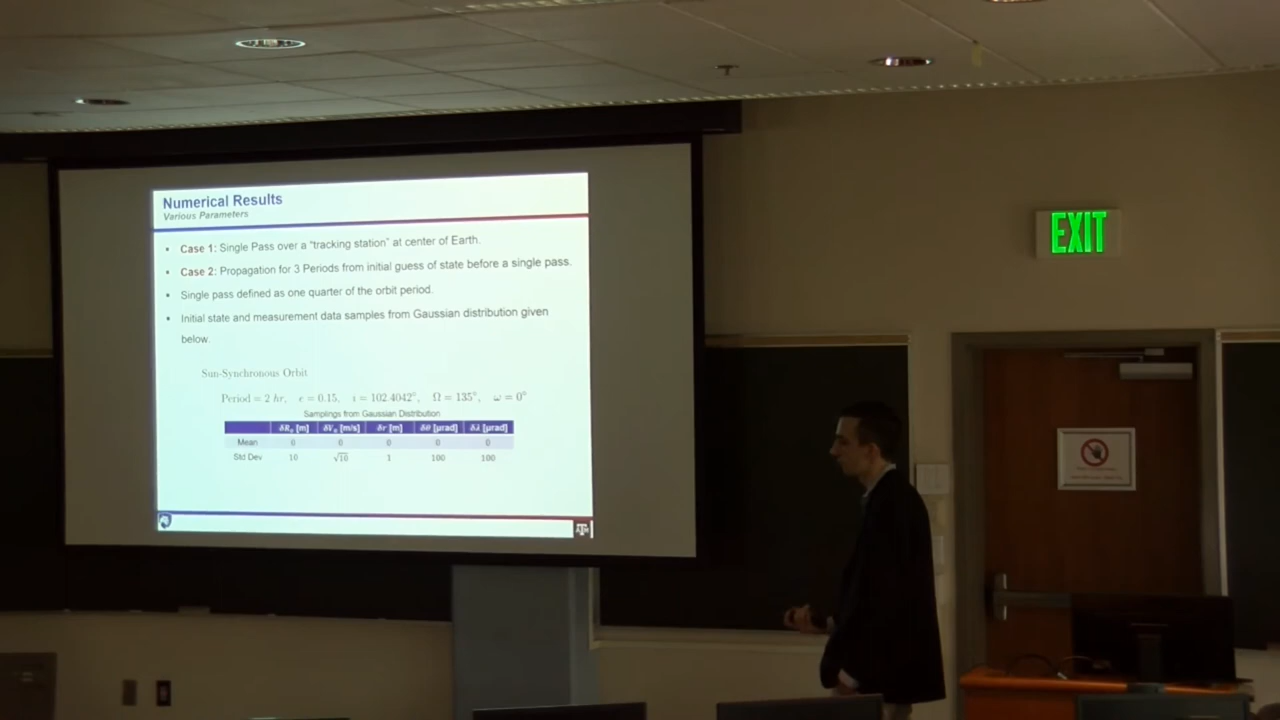 Numerical Results
Various Parameters
• Case 1: Single Pass over a "tracking station" at center of Earth.
• Case 2: Propagation for 3 Periods from initial guess of state before a single pass.
• Single pass defined as one quarter of the orbit period.
• Initial state and measurement data samples from Gaussian distribution given
below.
Sun-Synchronous Orbit
Period = 2 hr, e = 0.15, i = 102.4042°, Ω = 135°, ω = 0°
Samplings from Gaussian Distribution
δR₀ [m] δV₀ [m/s] δr [m] δθ [μrad] δλ [μrad]
Mean 0 0 0 0 0
Std Dev 10 √10 1 100 100
ATM
EXIT